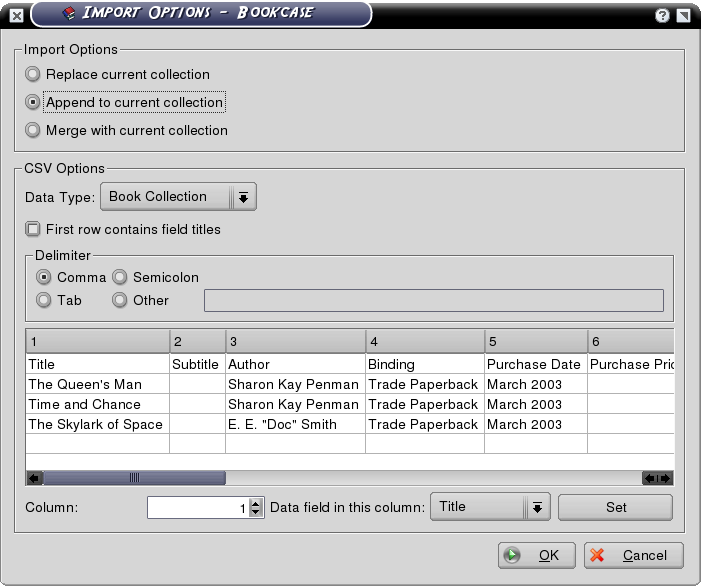 Import Options - Bookcase
Import Options
Replace current collection
Append to current collection
Merge with current collection
CSV Options
Data Type: Book Collection
First row contains field titles
Delimiter
Comma Semicolon
Tab Other
1 2 3 4 5 6
Title Subtitle Author Binding Purchase Date Purchase Pric
The Queen's Man Sharon Kay Penman Trade Paperback March 2003
Time and Chance Sharon Kay Penman Trade Paperback March 2003
The Skylark of Space E. E. "Doc" Smith Trade Paperback March 2003
Column: 1 Data field in this column: Title Set
OK Cancel